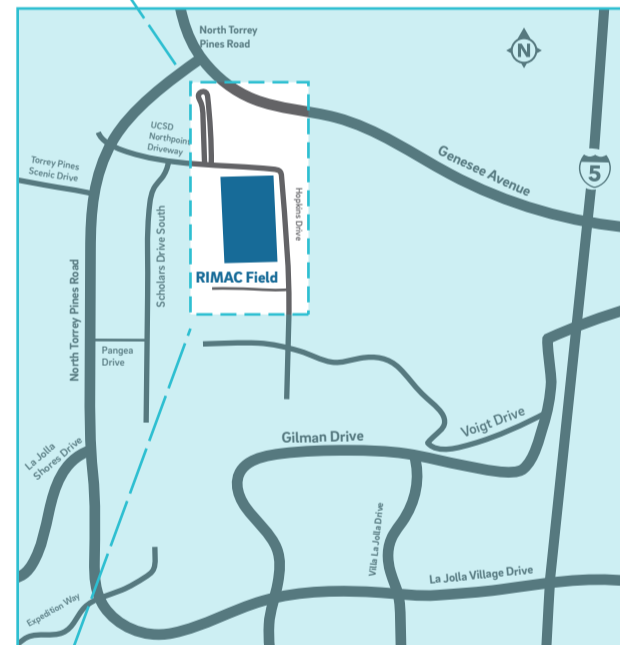 North Torrey
Pines Road
N
UCSD
Northpoint
Driveway
Genesee Avenue
5
Torrey Pines
Scenic Drive
Hopkins Drive
Scholars Drive South
RIMAC Field
North Torrey Pines Road
Pangea
Drive
Voigt Drive
Gilman Drive
La Jolla
Shores Drive
Villa La Jolla Drive
La Jolla Village Drive
Expedition Way